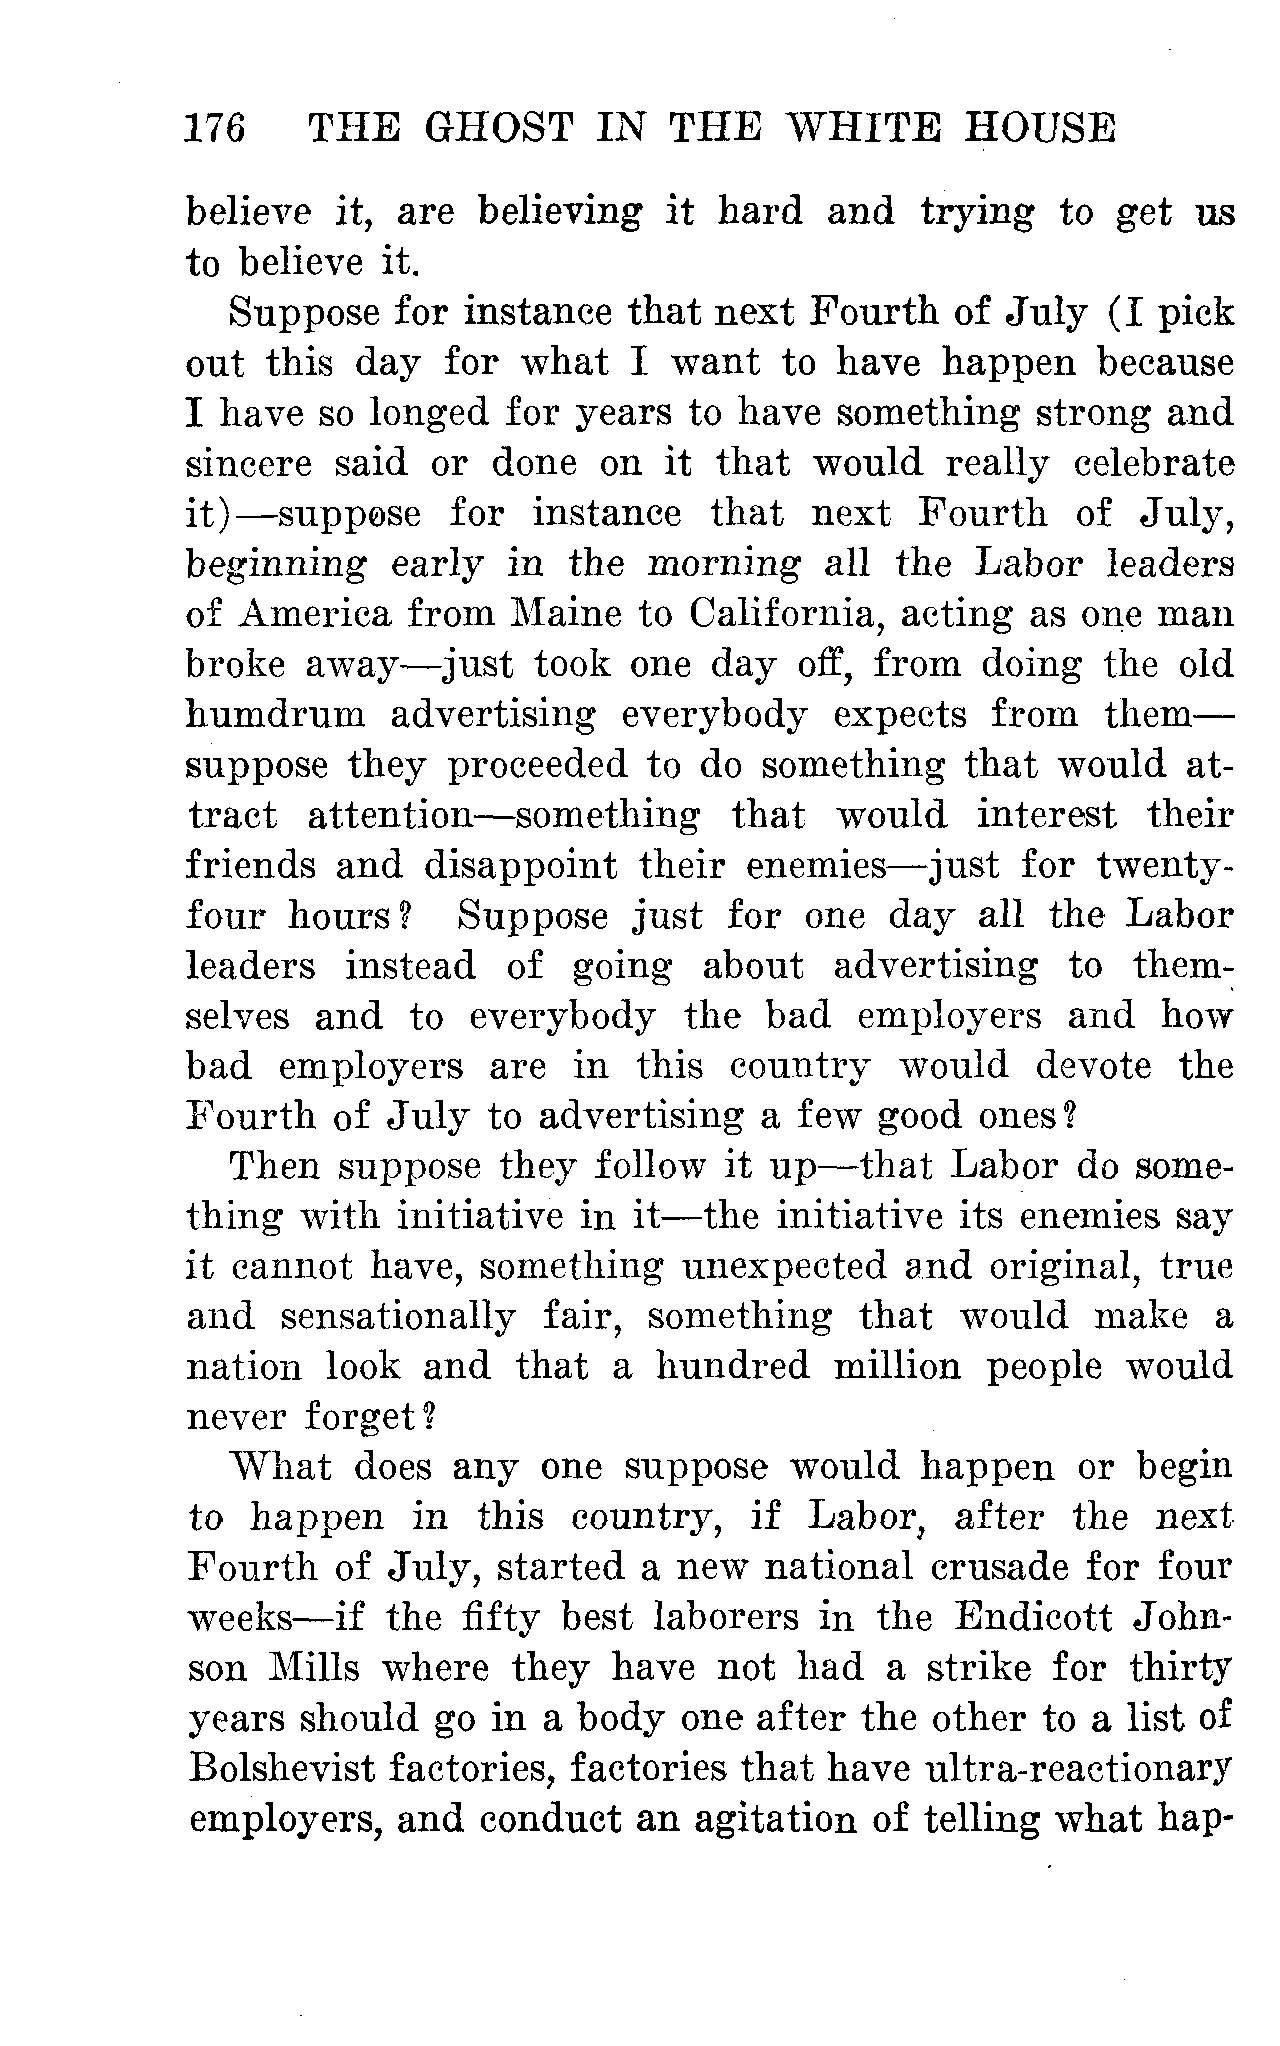 176 THE GHOST IN THE WHITE HOUSE
believe it, are believing it hard and trying to get us
to believe it.
Suppose for instance that next Fourth of July (I pick
out this day for what I want to have happen because
I have so longed for years to have something strong and
sincere said or done on it that would really celebrate
it)—suppose for instance that next Fourth of July,
beginning early in the morning all the Labor leaders
of America from Maine to California, acting as one man
broke away—just took one day off, from doing the old
humdrum advertising everybody expects from them—
suppose they proceeded to do something that would at-
tract attention—something that would interest their
friends and disappoint their enemies—just for twenty-
four hours? Suppose just for one day all the Labor
leaders instead of going about advertising to them-
selves and to everybody the bad employers and how
bad employers are in this country would devote the
Fourth of July to advertising a few good ones?
Then suppose they follow it up—that Labor do some-
thing with initiative in it—the initiative its enemies say
it cannot have, something unexpected and original, true
and sensationally fair, something that would make a
nation look and that a hundred million people would
never forget?
What does any one suppose would happen or begin
to happen in this country, if Labor, after the next
Fourth of July, started a new national crusade for four
weeks—if the fifty best laborers in the Endicott John-
son Mills where they have not had a strike for thirty
years should go in a body one after the other to a list of
Bolshevist factories, factories that have ultra-reactionary
employers, and conduct an agitation of telling what hap-